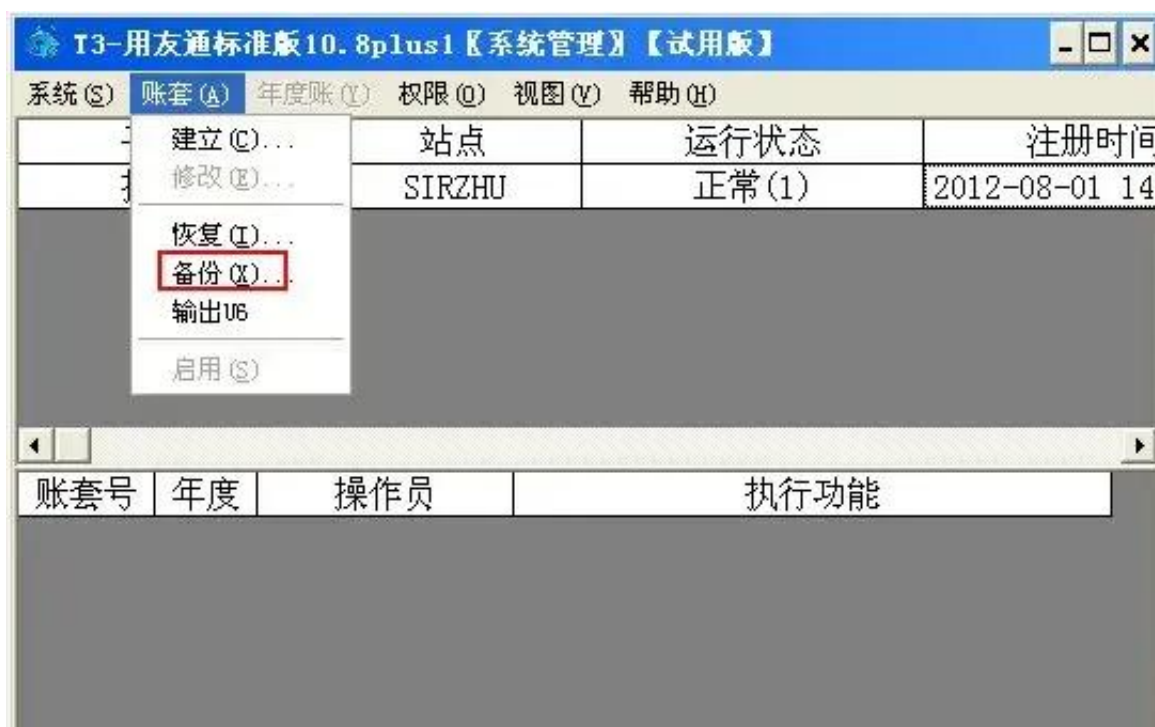 T3-用友通标准版10.8plus1〖系统管理〗【试用版】
系统(S) 账套(A) 年度账(Y) 权限(O) 视图(V) 帮助(H)
建立(C)...
修改(E)...
恢复(I)...
备份(X)...
输出U6
启用(S)
站点 运行状态 注册时间
SIRZHU 正常(1) 2012-08-01 14
账套号 年度 操作员 执行功能